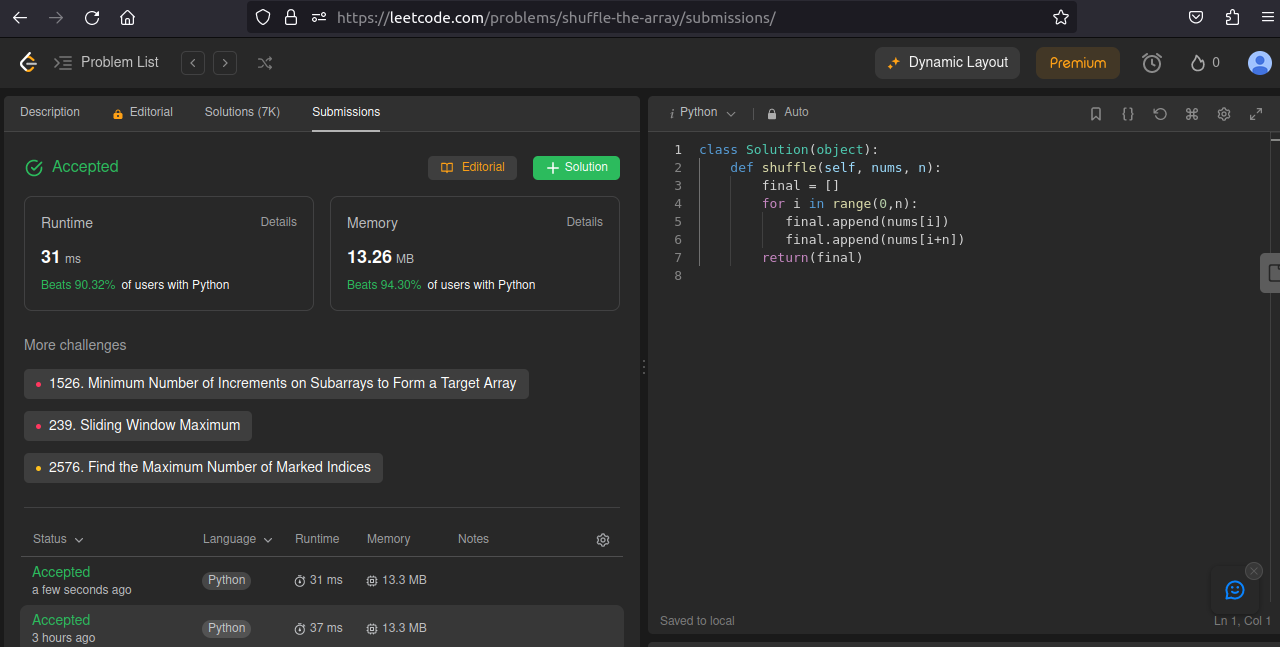 https://leetcode.com/problems/shuffle-the-array/submissions/
Problem List
Dynamic Layout
Premium
0
Description
Editorial
Solutions (7K)
Submissions
Accepted
Editorial
Solution
Runtime
Details
31 ms
Beats 90.32% of users with Python
Memory
Details
13.26 MB
Beats 94.30% of users with Python
More challenges
1526. Minimum Number of Increments on Subarrays to Form a Target Array
239. Sliding Window Maximum
2576. Find the Maximum Number of Marked Indices
Status
Language
Runtime
Memory
Notes
Accepted
a few seconds ago
Python
31 ms
13.3 MB
Accepted
3 hours ago
Python
37 ms
13.3 MB
i Python
Auto
{}
1 class Solution(object):
2     def shuffle(self, nums, n):
3         final = []
4         for i in range(0,n):
5            final.append(nums[i])
6            final.append(nums[i+n])
7         return(final)
8
Saved to local
Ln 1, Col 1